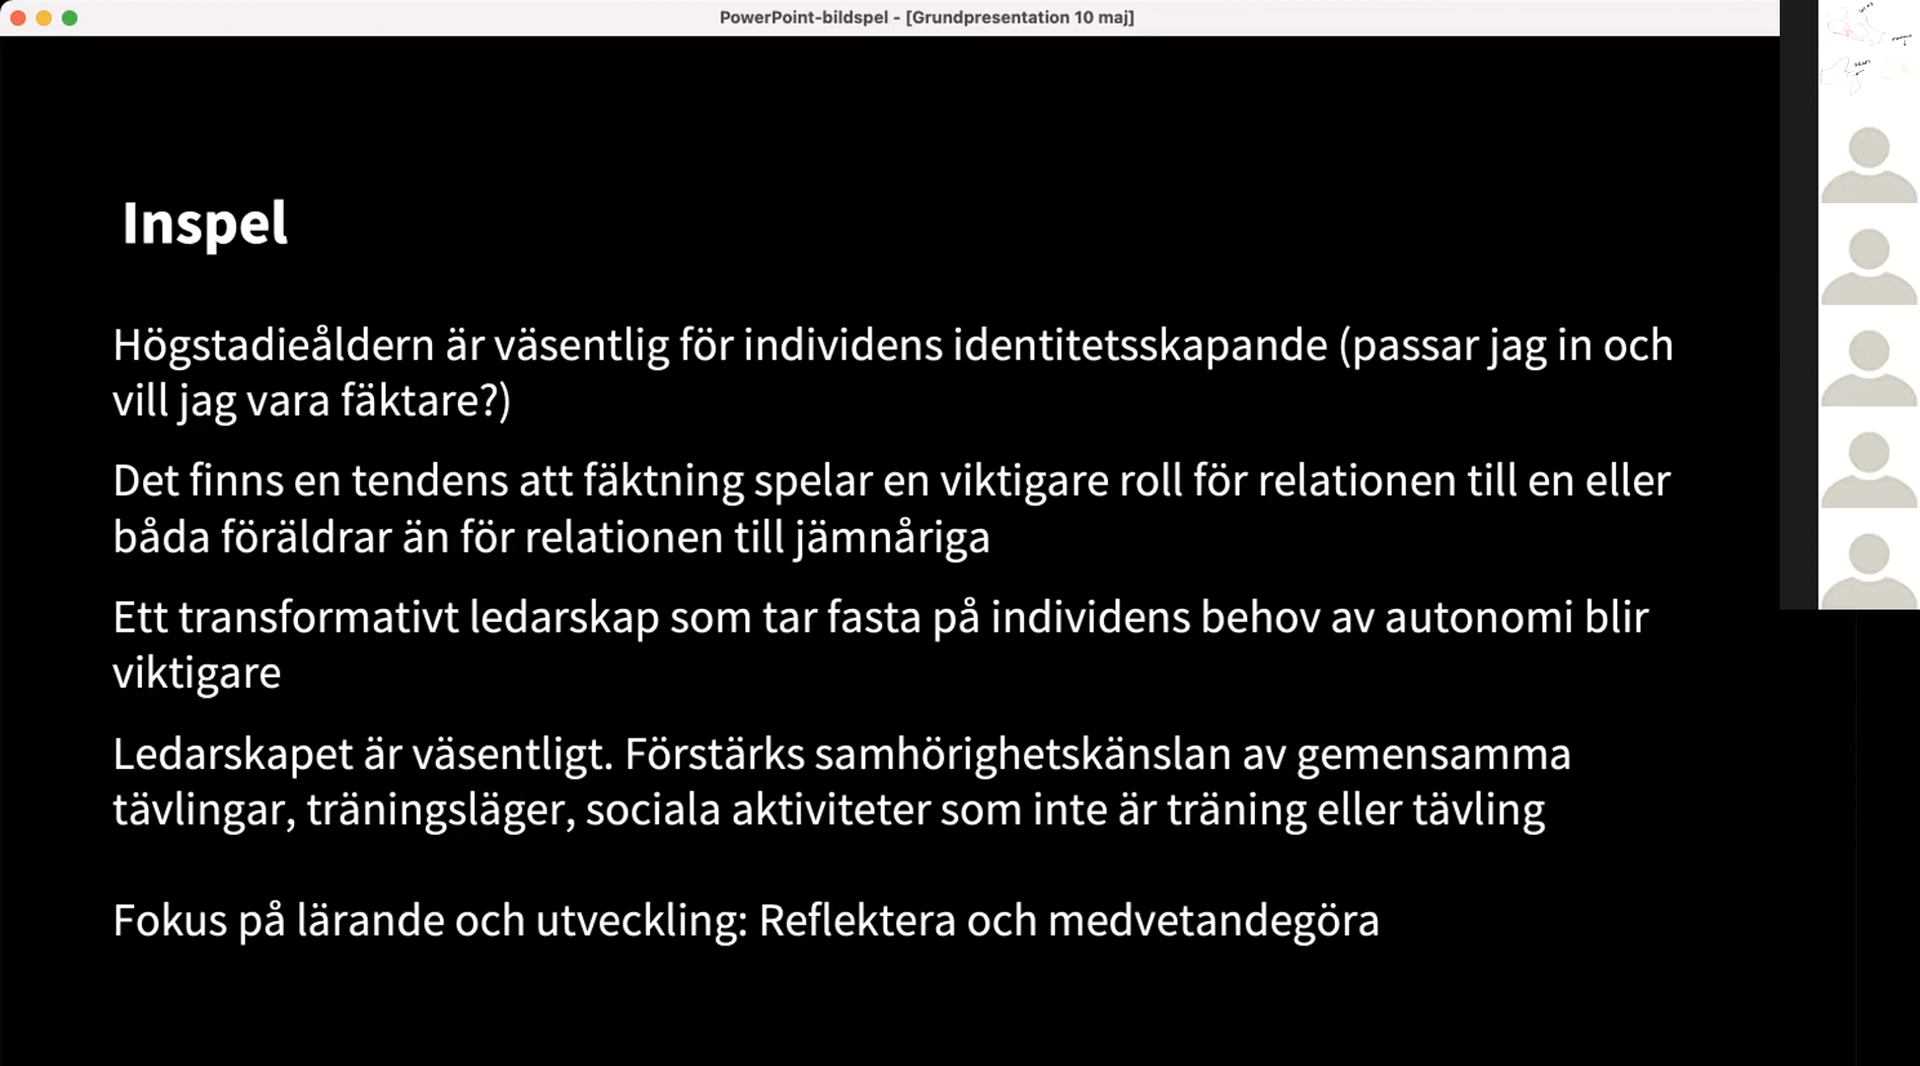 PowerPoint-bildspel - [Grundpresentation 10 maj]
Inspel
Högstadieåldern är väsentlig för individens identitetsskapande (passar jag in och
vill jag vara fäktare?)
Det finns en tendens att fäktning spelar en viktigare roll för relationen till en eller
båda föräldrar än för relationen till jämnåriga
Ett transformativt ledarskap som tar fasta på individens behov av autonomi blir
viktigare
Ledarskapet är väsentligt. Förstärks samhörighetskänslan av gemensamma
tävlingar, träningsläger, sociala aktiviteter som inte är träning eller tävling
Fokus på lärande och utveckling: Reflektera och medvetandegöra